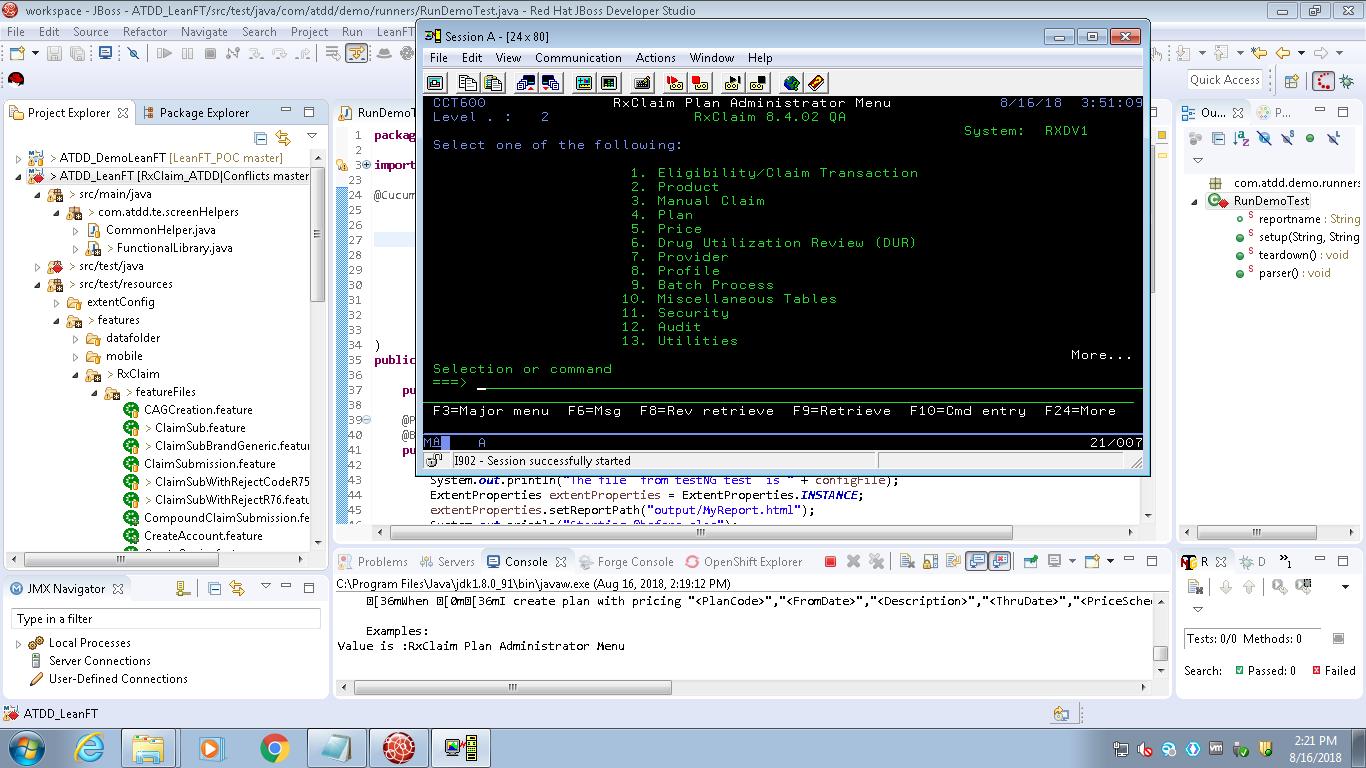 workspace - JBoss - ATDD_LeanFT/src/test/java/com/atdd/demo/runners/RunDemoTest.java - Red Hat JBoss Developer Studio
File Edit Source Refactor Navigate Search Project Run LeanFT
Quick Access
Project Explorer
Package Explorer
> ATDD_DemoLeanFT [LeanFT_POC master]
> ATDD_LeanFT [RxClaim_ATDD|Conflicts master
> src/main/java
> com.atdd.te.screenHelpers
CommonHelper.java
> FunctionalLibrary.java
> src/test/java
> src/test/resources
extentConfig
> features
datafolder
mobile
> RxClaim
> featureFiles
CAGCreation.feature
> ClaimSub.feature
> ClaimSubBrandGeneric.featur
ClaimSubmission.feature
> ClaimSubWithRejectCodeR75
> ClaimSubWithRejectR76.featu
CompoundClaimSubmission.fe
CreateAccount.feature
JMX Navigator
Type in a filter
Local Processes
Server Connections
User-Defined Connections
ATDD_LeanFT
RunDemoT
1 packag
2
3 import
23
24 @Cucum
25
26
27
28
29
30
31
32
33
34 )
35 public
36
37 pu
38
39 @P
40 @B
41 pu
42
43 System.out.println("The file from testNG test is " + configFile);
44 ExtentProperties extentProperties = ExtentProperties.INSTANCE;
45 extentProperties.setReportPath("output/MyReport.html");
Session A - [24 x 80]
File Edit View Communication Actions Window Help
CCT600 RxClaim Plan Administrator Menu 8/16/18 3:51:09
Level . : 2 RxClaim 8.4.02 QA
System: RXDV1
Select one of the following:
1. Eligibility/Claim Transaction
2. Product
3. Manual Claim
4. Plan
5. Price
6. Drug Utilization Review (DUR)
7. Provider
8. Profile
9. Batch Process
10. Miscellaneous Tables
11. Security
12. Audit
13. Utilities
More...
Selection or command
===>
F3=Major menu F6=Msg F8=Rev retrieve F9=Retrieve F10=Cmd entry F24=More
MA A 21/007
I902 - Session successfully started
Ou...
P...
com.atdd.demo.runners
RunDemoTest
reportname : String
setup(String, String
teardown() : void
parser() : void
Problems Servers Console Forge Console OpenShift Explorer
C:\Program Files\Java\jdk1.8.0_91\bin\javaw.exe (Aug 16, 2018, 2:19:12 PM)
[36mWhen [0m[36mI create plan with pricing "<PlanCode>","<FromDate>","<Description>","<ThruDate>","<PriceSche
Examples:
Value is :RxClaim Plan Administrator Menu
R D »1
Tests: 0/0 Methods: 0
Search: Passed: 0 Failed
2:21 PM
8/16/2018